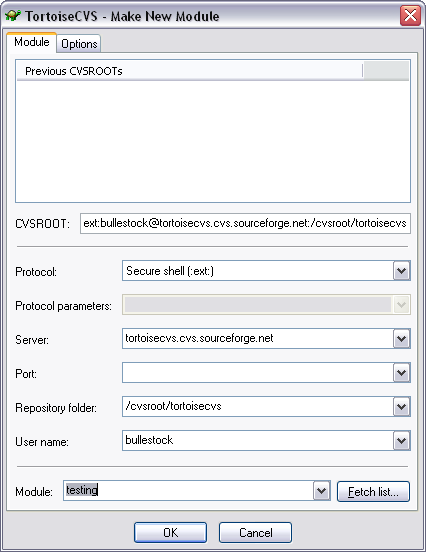 TortoiseCVS - Make New Module
Module Options
Previous CVSROOTs
CVSROOT: ext:bullestock@tortoisecvs.cvs.sourceforge.net:/cvsroot/tortoisecvs
Protocol: Secure shell (:ext:)
Protocol parameters:
Server: tortoisecvs.cvs.sourceforge.net
Port:
Repository folder: /cvsroot/tortoisecvs
User name: bullestock
Module: testing Fetch list...
OK Cancel